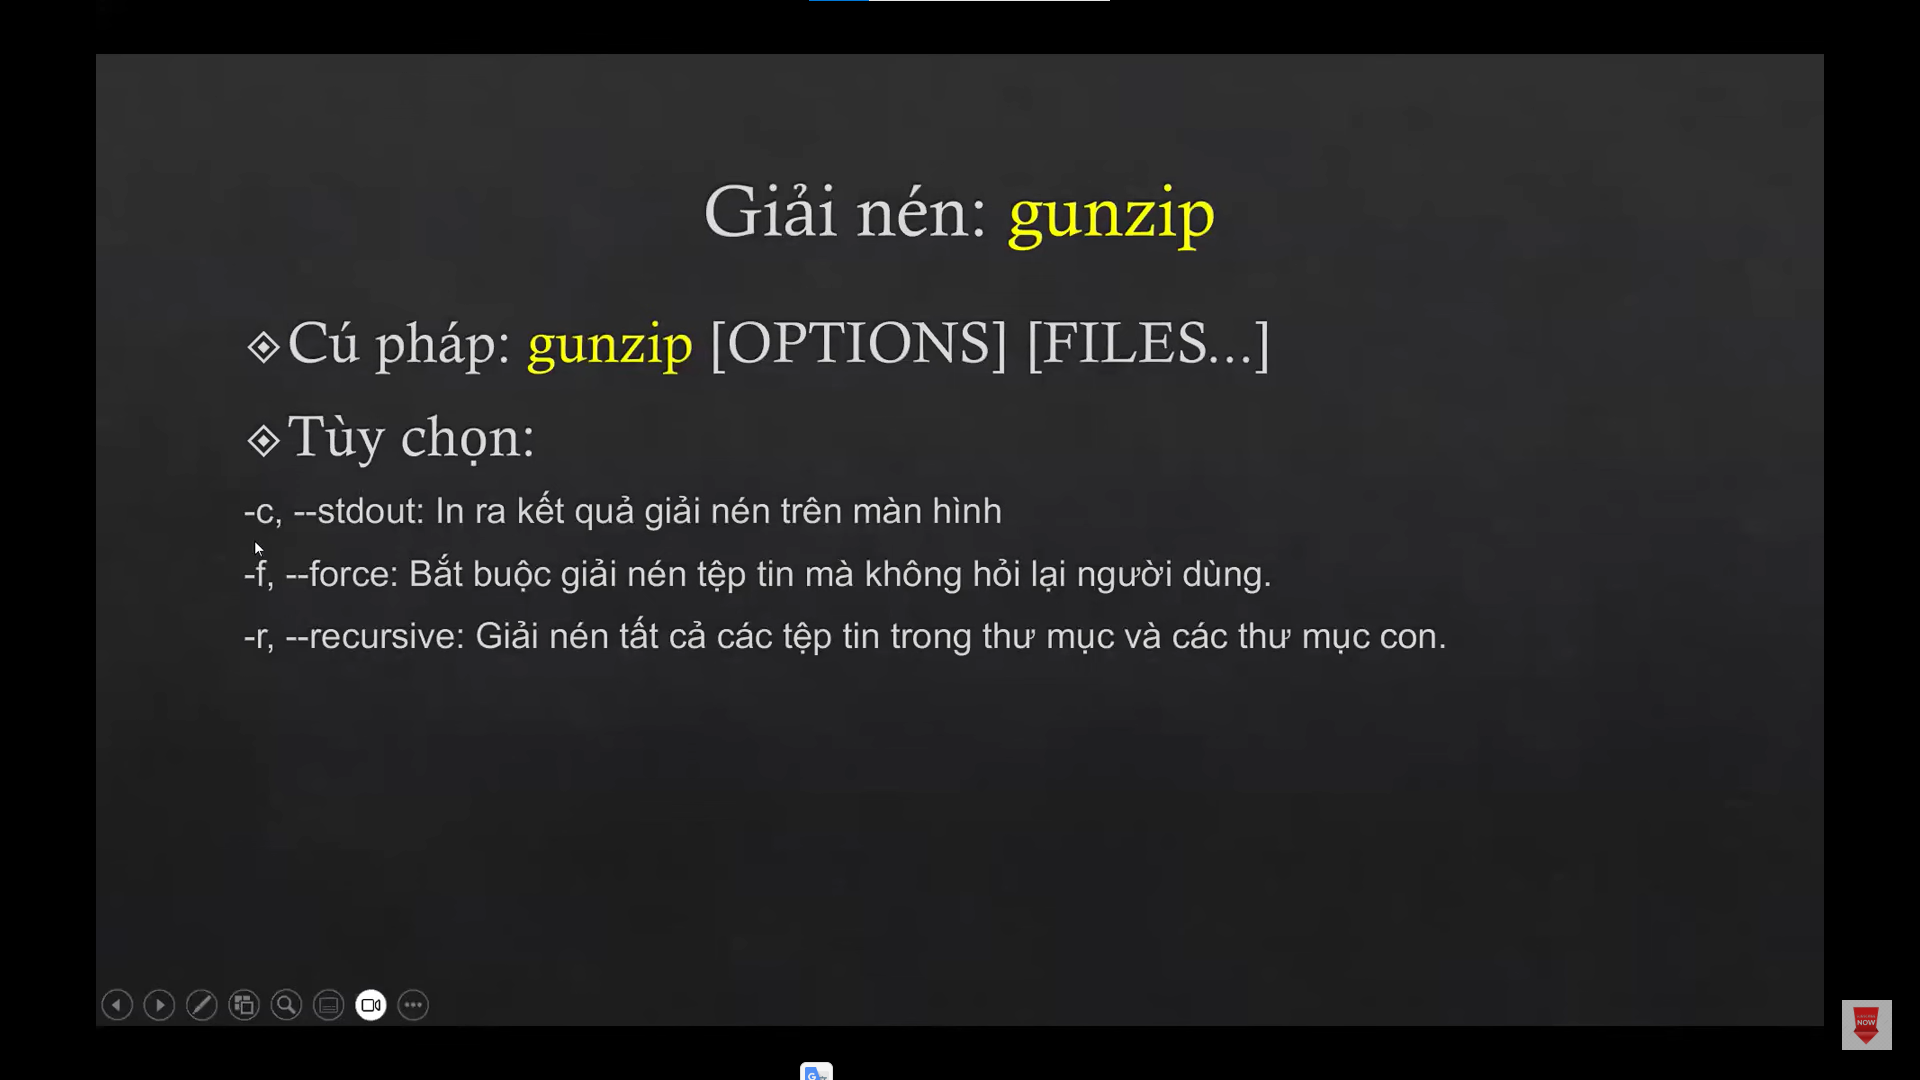 Giải nén: gunzip
Cú pháp: gunzip [OPTIONS] [FILES...]
Tùy chọn:
-c, --stdout: In ra kết quả giải nén trên màn hình
-f, --force: Bắt buộc giải nén tệp tin mà không hỏi lại người dùng.
-r, --recursive: Giải nén tất cả các tệp tin trong thư mục và các thư mục con.
NOW